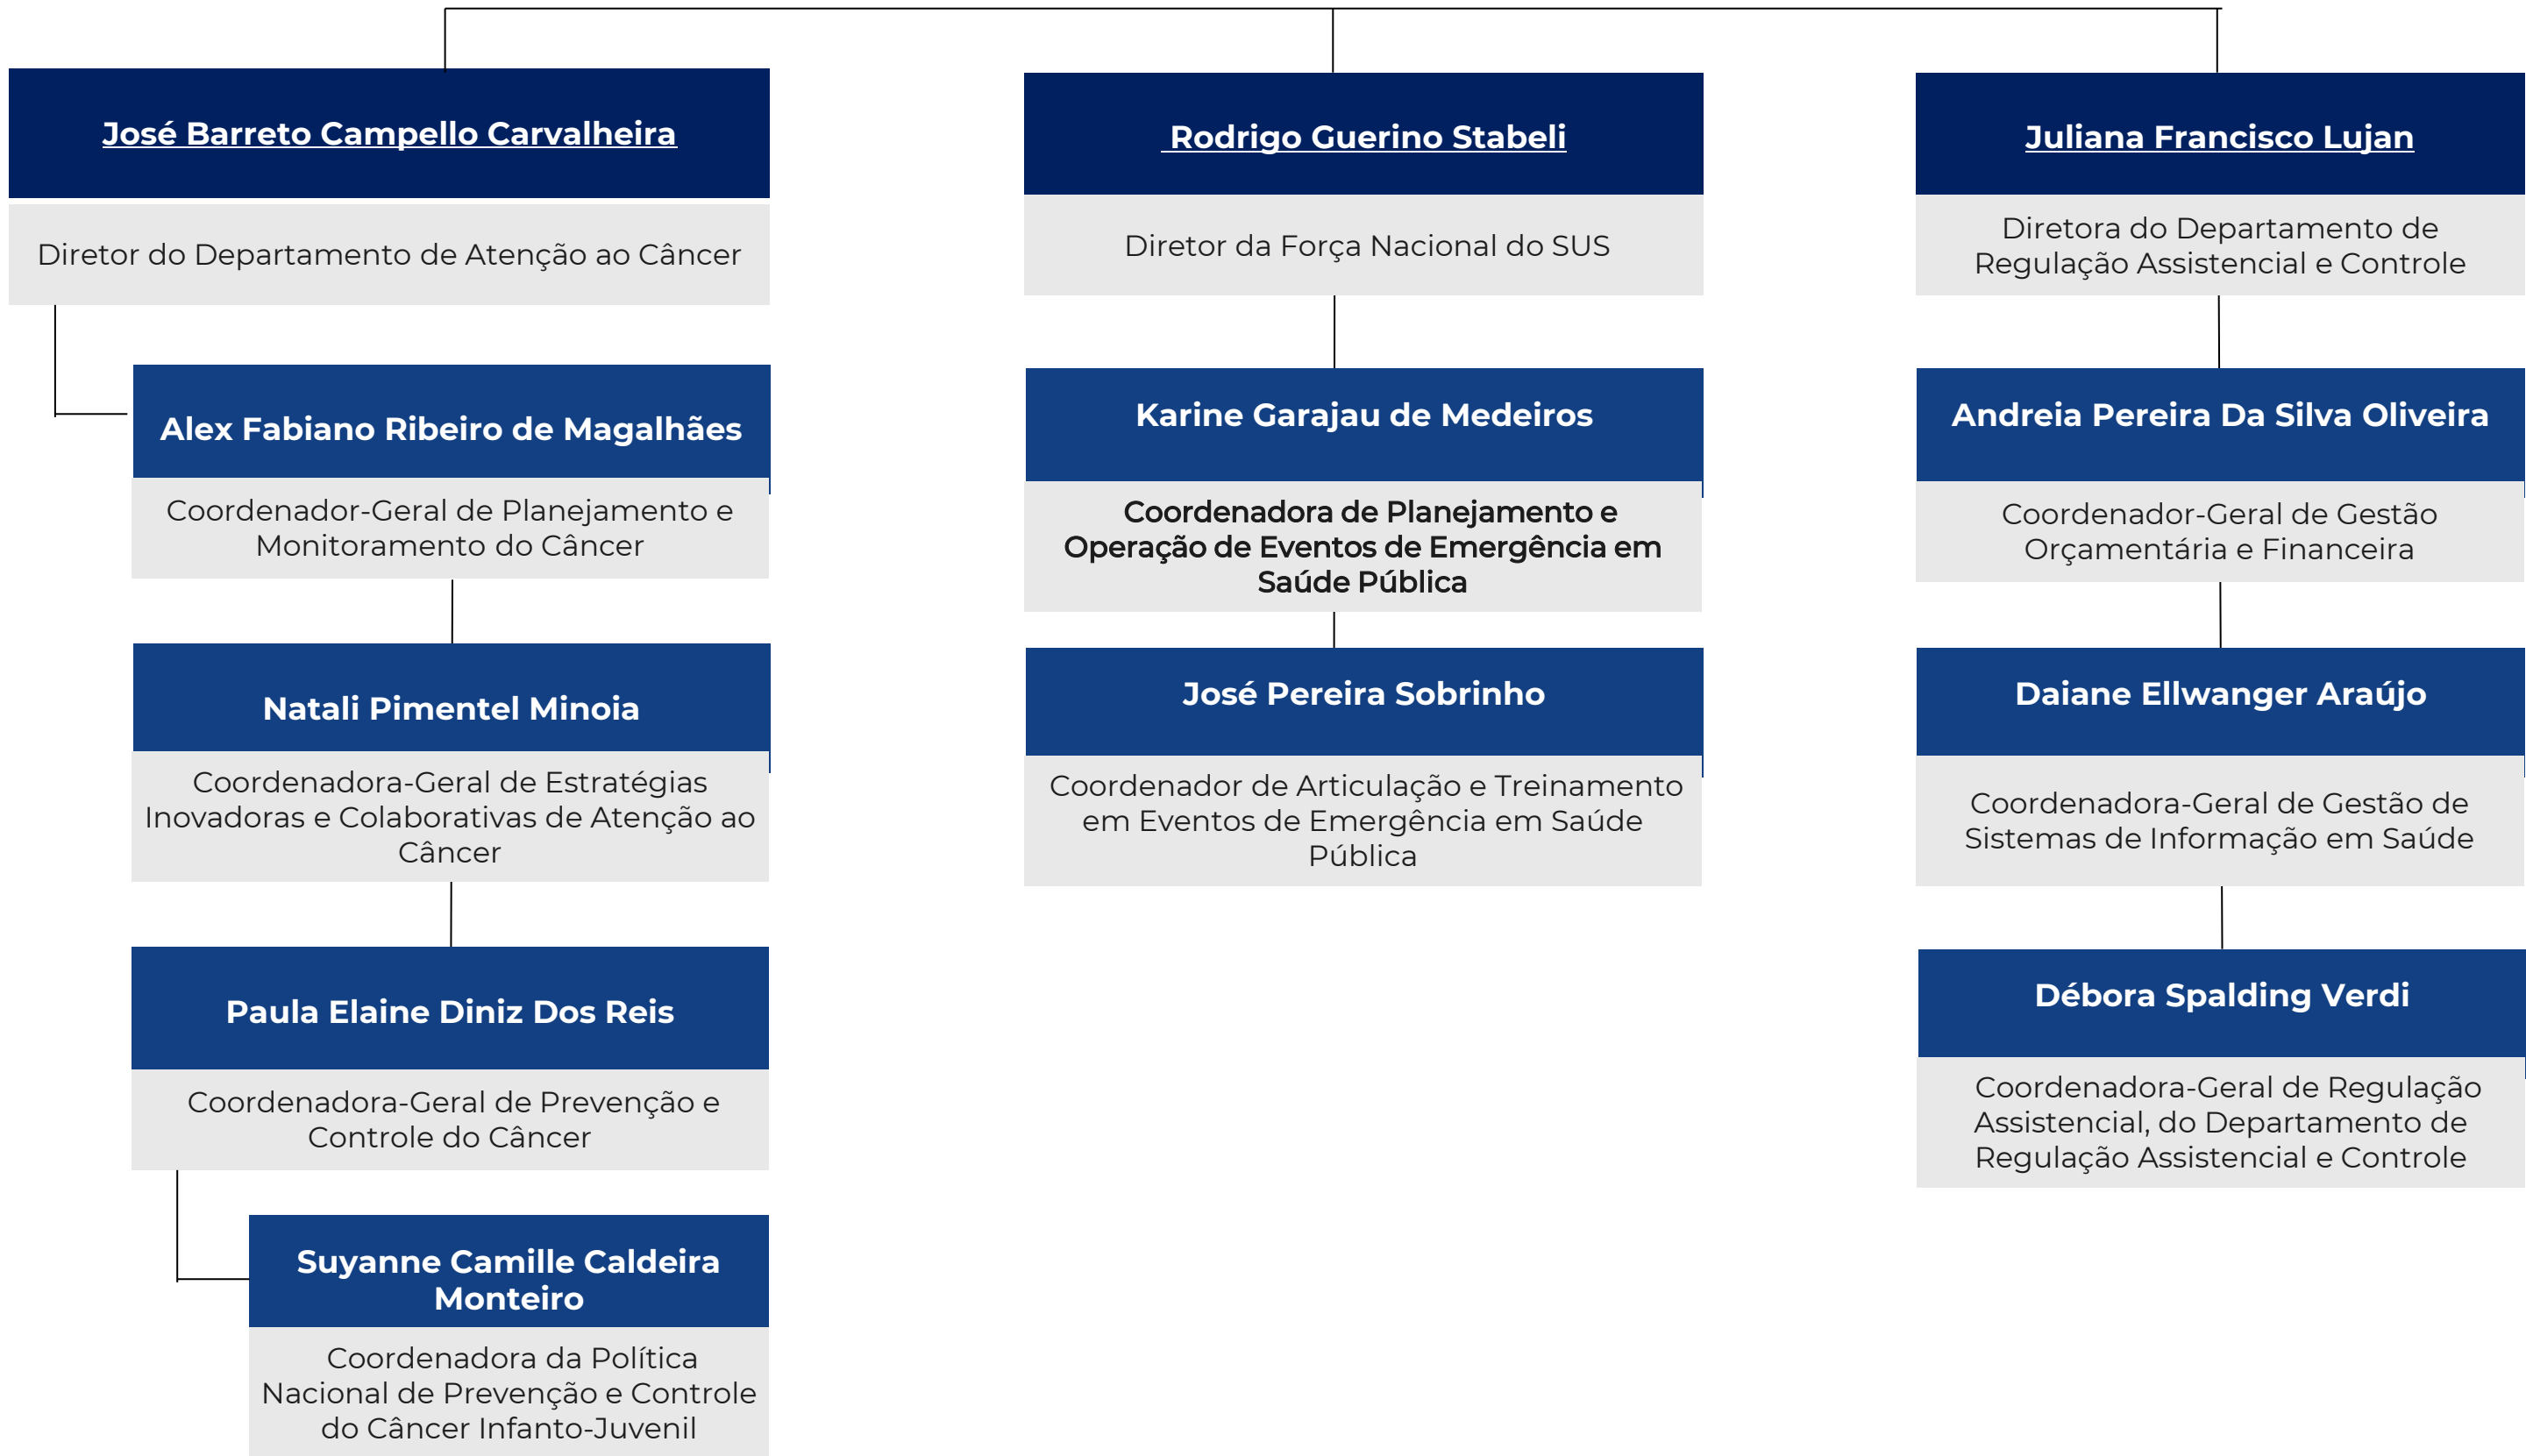 José Barreto Campello Carvalheira
Diretor do Departamento de Atenção ao Câncer
Alex Fabiano Ribeiro de Magalhães
Coordenador-Geral de Planejamento e
Monitoramento do Câncer
Natali Pimentel Minoia
Coordenadora-Geral de Estratégias
Inovadoras e Colaborativas de Atenção ao
Câncer
Paula Elaine Diniz Dos Reis
Coordenadora-Geral de Prevenção e
Controle do Câncer
Suyanne Camille Caldeira
Monteiro
Coordenadora da Política
Nacional de Prevenção e Controle
do Câncer Infanto-Juvenil
Rodrigo Guerino Stabeli
Diretor da Força Nacional do SUS
Karine Garajau de Medeiros
Coordenadora de Planejamento e
Operação de Eventos de Emergência em
Saúde Pública
José Pereira Sobrinho
Coordenador de Articulação e Treinamento
em Eventos de Emergência em Saúde
Pública
Juliana Francisco Lujan
Diretora do Departamento de
Regulação Assistencial e Controle
Andreia Pereira Da Silva Oliveira
Coordenador-Geral de Gestão
Orçamentária e Financeira
Daiane Ellwanger Araújo
Coordenadora-Geral de Gestão de
Sistemas de Informação em Saúde
Débora Spalding Verdi
Coordenadora-Geral de Regulação
Assistencial, do Departamento de
Regulação Assistencial e Controle